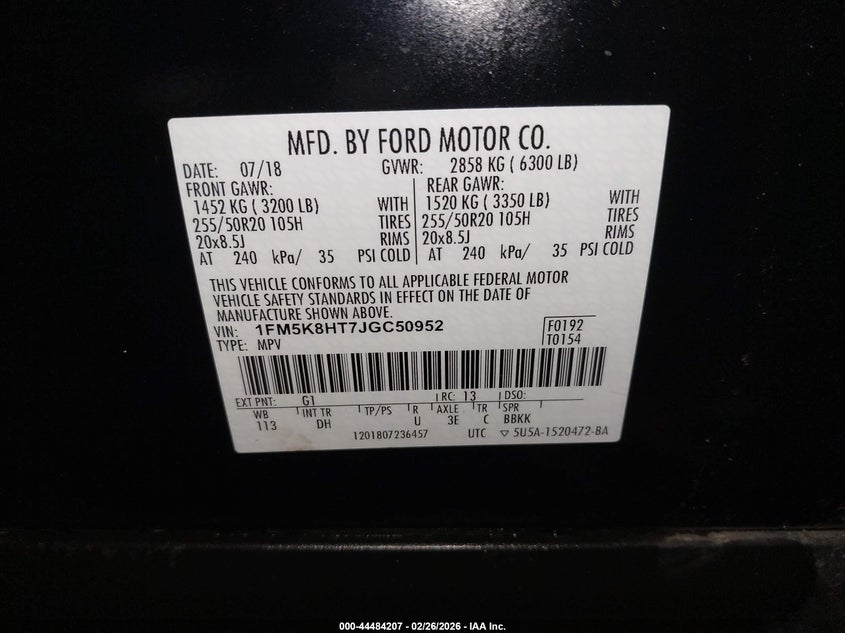 MFD. BY FORD MOTOR CO.
DATE: 07/18 GVWR: 2858 KG ( 6300 LB)
FRONT GAWR: REAR GAWR:
1452 KG ( 3200 LB) WITH 1520 KG ( 3350 LB) WITH
255/50R20 105H TIRES 255/50R20 105H TIRES
20x8.5J RIMS 20x8.5J RIMS
AT 240 kPa/ 35 PSI COLD AT 240 kPa/ 35 PSI COLD
THIS VEHICLE CONFORMS TO ALL APPLICABLE FEDERAL MOTOR
VEHICLE SAFETY STANDARDS IN EFFECT ON THE DATE OF
MANUFACTURE SHOWN ABOVE.
VIN: 1FM5K8HT7JGC50952 F0192
TYPE: MPV T0154
EXT PNT: G1 RC: 13 DSO:
WB INT TR TP/PS R AXLE TR SPR
113 DH U 3E C BBKK
1201807236457 UTC ▽ 5U5A-1520472-BA
000-44484207 - 02/26/2026 - IAA Inc.